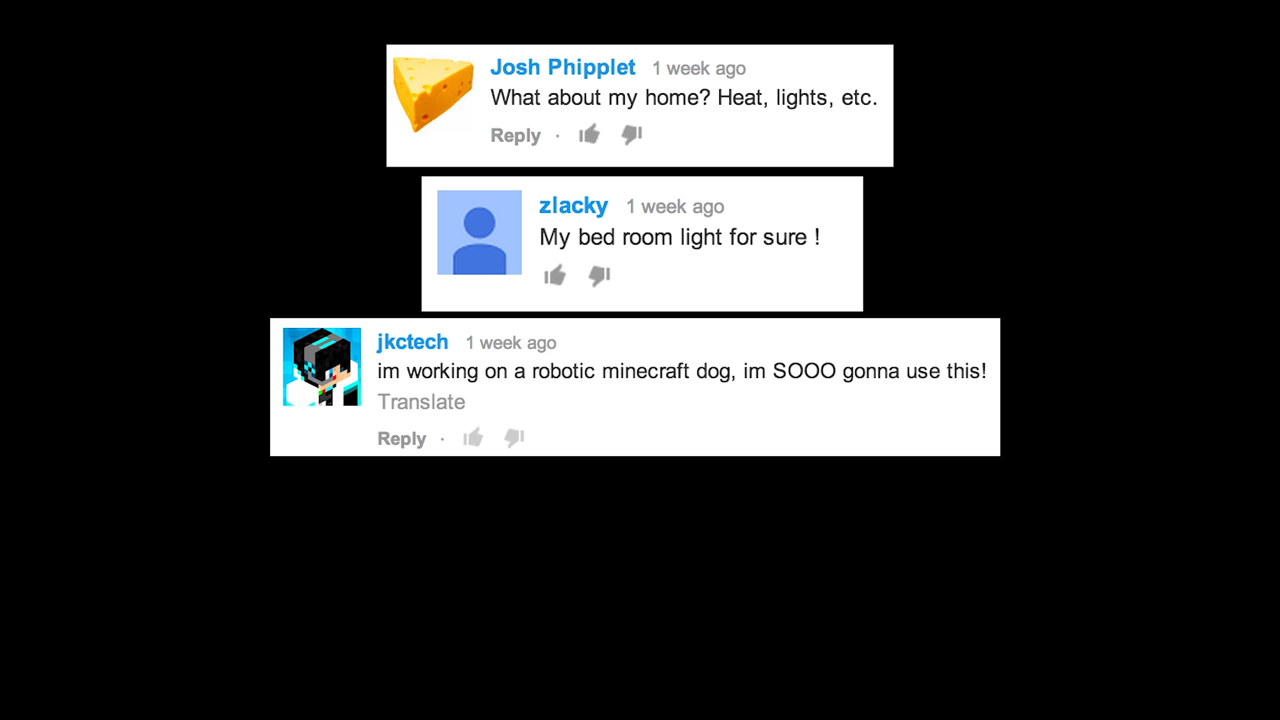 Josh Phipplet 1 week ago
What about my home? Heat, lights, etc.
Reply ·
zlacky 1 week ago
My bed room light for sure !
jkctech 1 week ago
im working on a robotic minecraft dog, im SOOO gonna use this!
Translate
Reply ·